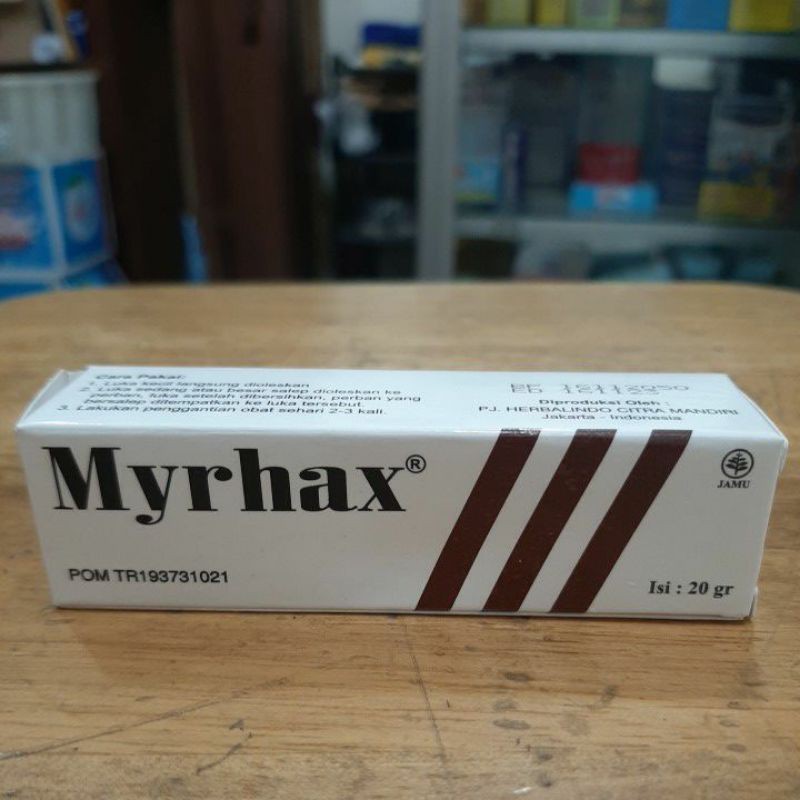 Cara Pakai:
1. Luka kecil langsung dioleskan
2. Luka sedang atau besar salep dioleskan ke
perban, luka setelah dibersihkan, perban yang
bersalep ditempatkan ke luka tersebut.
3. Lakukan penggantian obat sehari 2-3 kali.
Diproduksi Oleh :
PJ. HERBALINDO CITRA MANDIRI
Jakarta - Indonesia
Myrhax®
JAMU
POM TR193731021
Isi : 20 gr